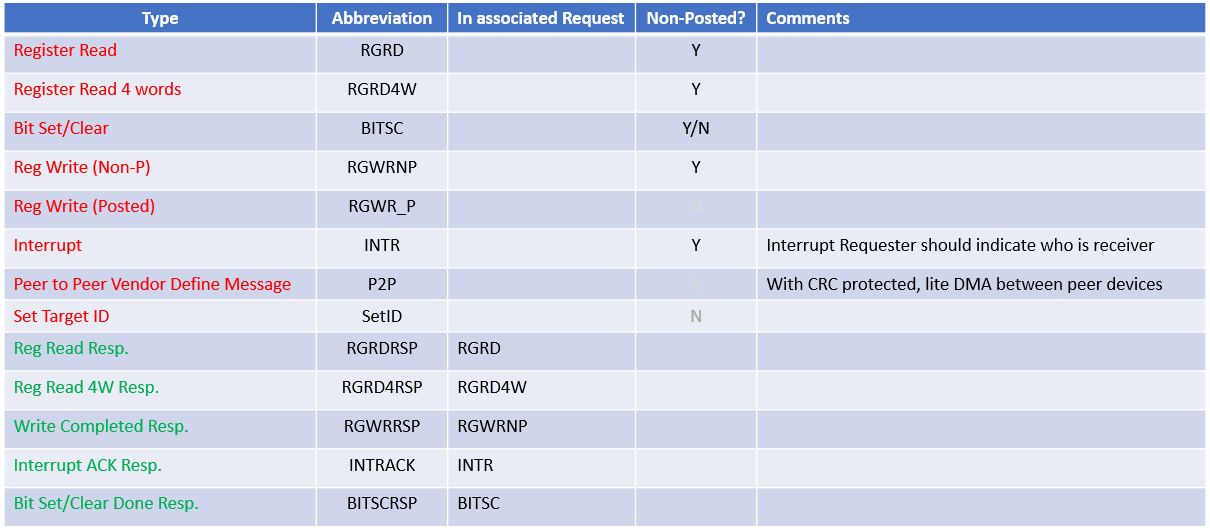 Type Abbreviation In associated Request Non-Posted? Comments
Register Read RGRD Y
Register Read 4 words RGRD4W Y
Bit Set/Clear BITSC Y/N
Reg Write (Non-P) RGWRNP Y
Reg Write (Posted) RGWR_P N
Interrupt INTR Y Interrupt Requester should indicate who is receiver
Peer to Peer Vendor Define Message P2P N With CRC protected, lite DMA between peer devices
Set Target ID SetID N
Reg Read Resp. RGRDRSP RGRD
Reg Read 4W Resp. RGRD4RSP RGRD4W
Write Completed Resp. RGWRRSP RGWRNP
Interrupt ACK Resp. INTRACK INTR
Bit Set/Clear Done Resp. BITSCRSP BITSC